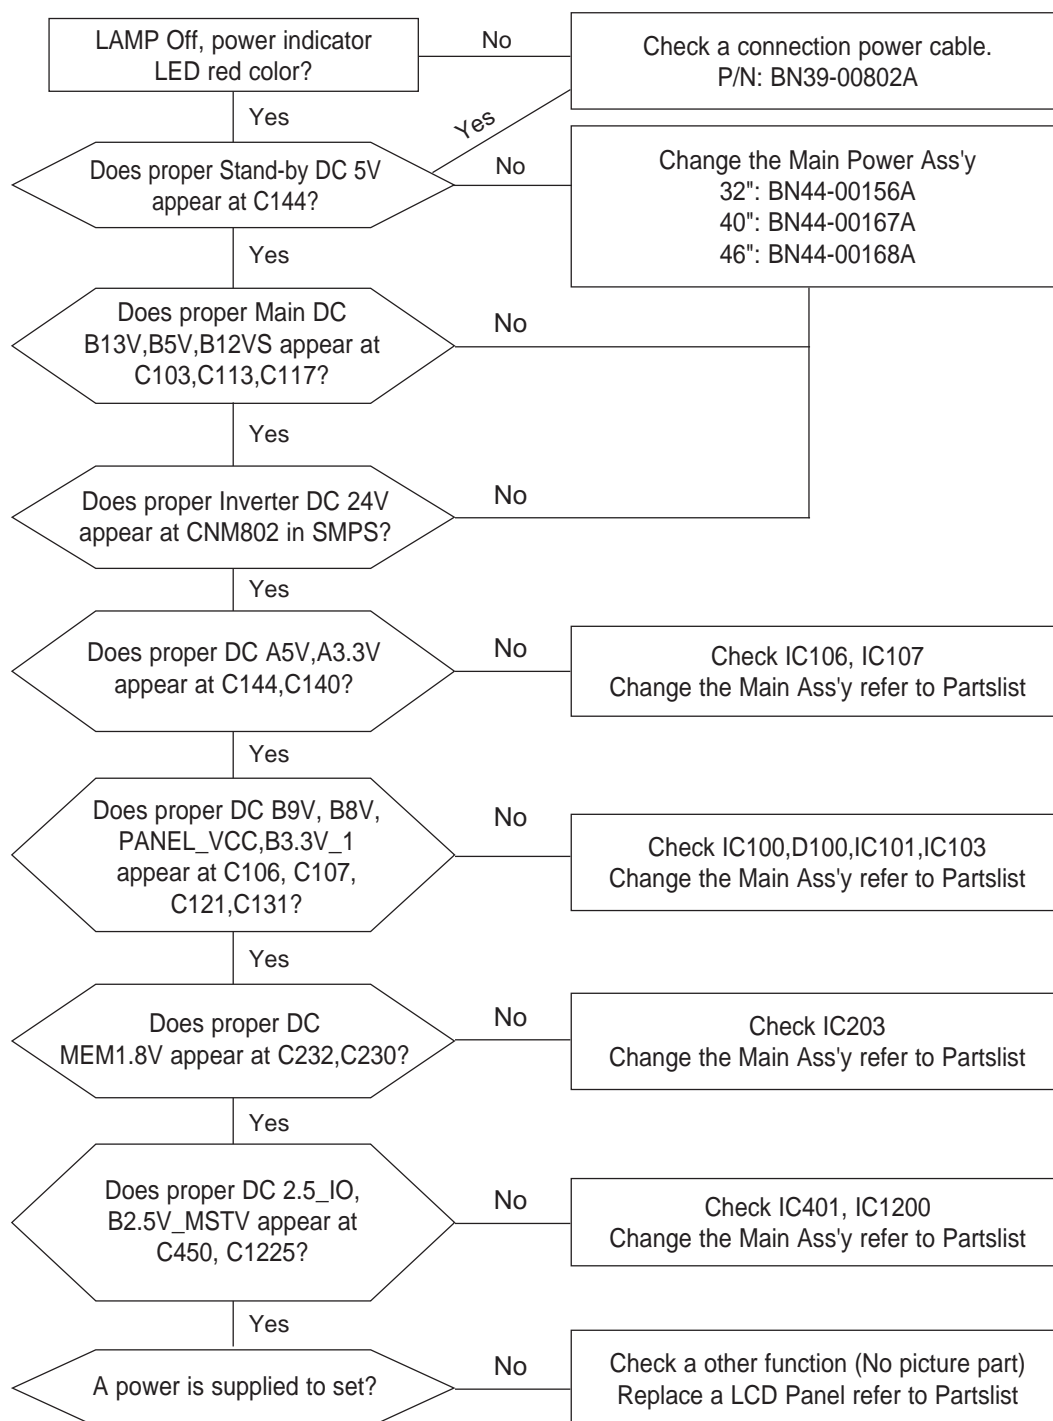 LAMP Off, power indicator
LED red color?
No
Check a connection power cable.
P/N: BN39-00802A
Yes
Yes
Does proper Stand-by DC 5V
appear at C144?
No
Change the Main Power Ass'y
32": BN44-00156A
40": BN44-00167A
46": BN44-00168A
Yes
Does proper Main DC
B13V,B5V,B12VS appear at
C103,C113,C117?
No
Yes
Does proper Inverter DC 24V
appear at CNM802 in SMPS?
No
Yes
Does proper DC A5V,A3.3V
appear at C144,C140?
No
Check IC106, IC107
Change the Main Ass'y refer to Partslist
Yes
Does proper DC B9V, B8V,
PANEL_VCC,B3.3V_1
appear at C106, C107,
C121,C131?
No
Check IC100,D100,IC101,IC103
Change the Main Ass'y refer to Partslist
Yes
Does proper DC
MEM1.8V appear at C232,C230?
No
Check IC203
Change the Main Ass'y refer to Partslist
Yes
Does proper DC 2.5_IO,
B2.5V_MSTV appear at
C450, C1225?
No
Check IC401, IC1200
Change the Main Ass'y refer to Partslist
Yes
A power is supplied to set?
No
Check a other function (No picture part)
Replace a LCD Panel refer to Partslist